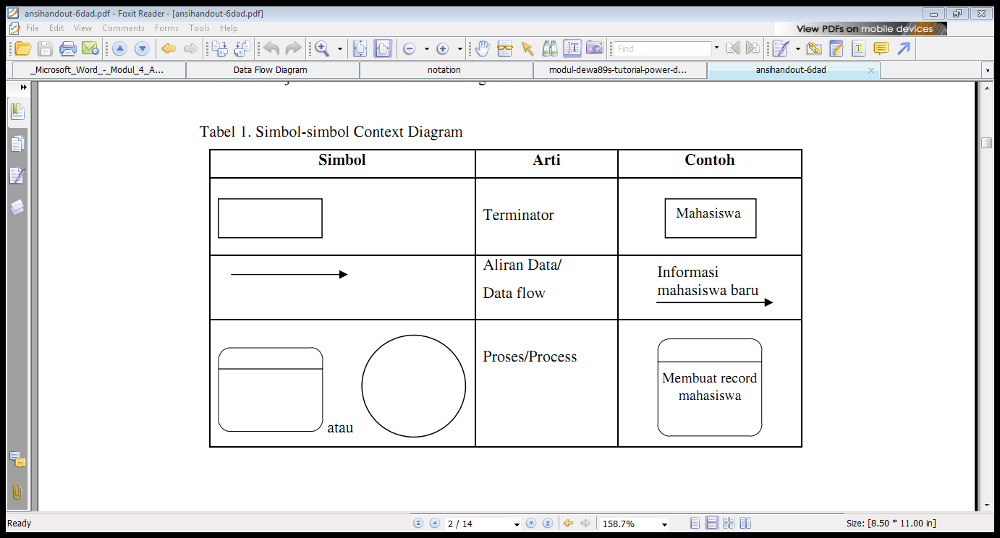 ansihandout-6dad.pdf - Foxit Reader - [ansihandout-6dad.pdf]
File Edit View Comments Forms Tools Help
View PDFs on mobile devices
Find
_Microsoft_Word_-_Modul_4_A...
Data Flow Diagram
notation
modul-dewa89s-tutorial-power-d...
ansihandout-6dad
Tabel 1. Simbol-simbol Context Diagram
Simbol Arti Contoh
Terminator
Mahasiswa
Aliran Data/
Data flow
Informasi
mahasiswa baru
atau
Proses/Process
Membuat record
mahasiswa
Ready
2 / 14
158.7%
Size: [8.50 * 11.00 in]